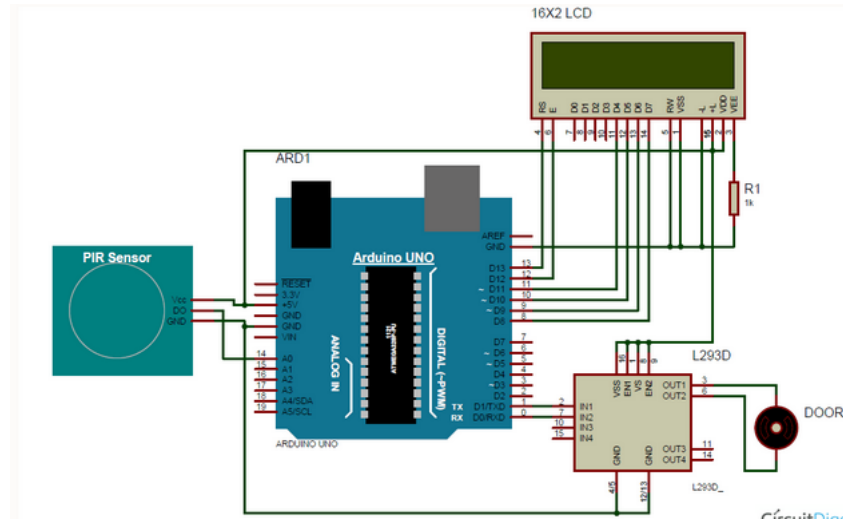 16X2 LCD
RS E D0 D1 D2 D3 D4 D5 D6 D7 RW VSS -L +L VDD VEE
4 6 7 8 9 10 11 12 13 14 5 1 16 15 2 3
ARD1
R1
1k
PIR Sensor
Vcc
DO
GND
Arduino UNO
RESET
3.3V
+5V
GND
GND
VIN
14 A0
15 A1
16 A2
17 A3
18 A4/SDA
19 A5/SCL
ANALOG IN
DIGITAL (~PWM)
AREF
GND
D13 13
D12 12
~ D11 11
~ D10 10
~ D9 9
D8 8
D7 7
~ D6 6
~ D5 5
D4 4
~ D3 3
D2 2
TX D1/TXD 1
RX D0/RXD 0
ARDUINO UNO
L293D
16 1 8 9
VSS EN1 VS EN2
2 IN1
7 IN2
10 IN3
15 IN4
OUT1 3
OUT2 6
OUT3 11
OUT4 14
GND GND
4/5 12/13
L293D_
DOOR